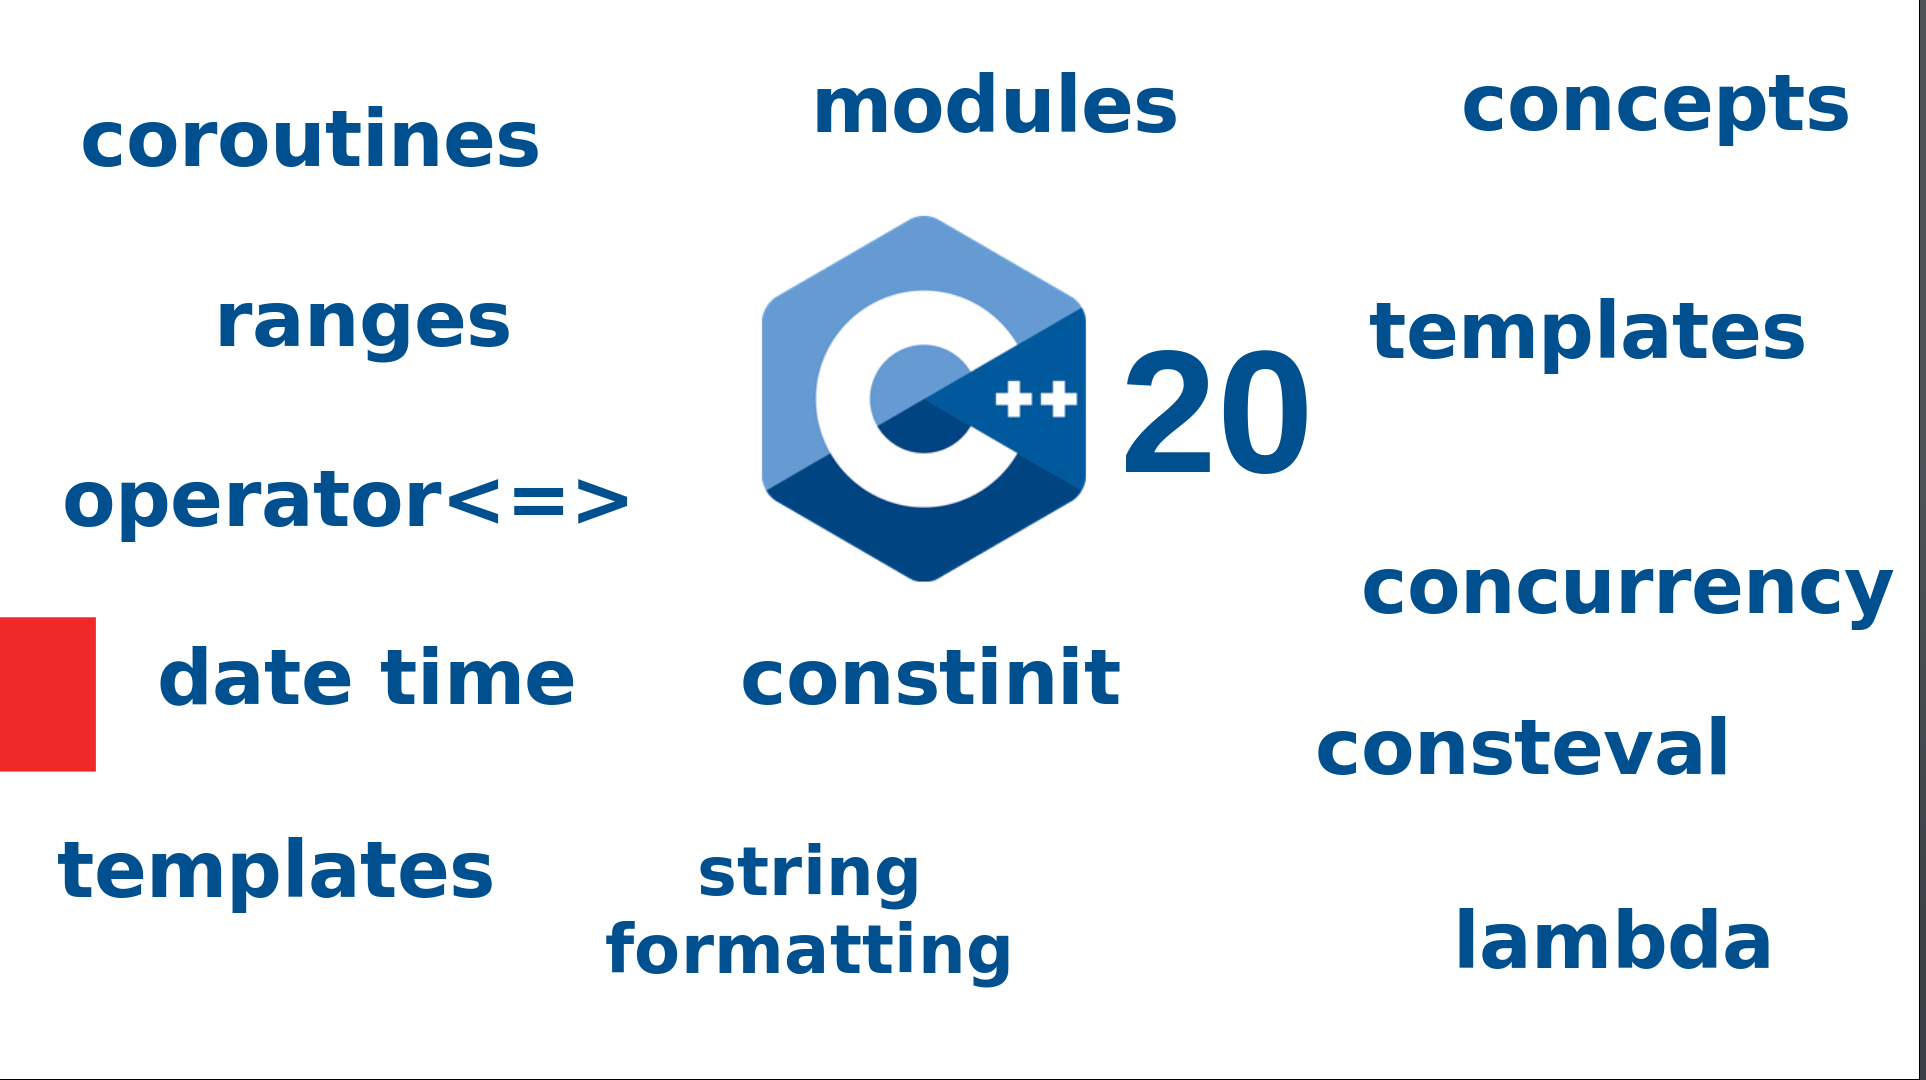 coroutines
modules
concepts
ranges
templates
C++ 20
operator<=>
concurrency
date time
constinit
consteval
templates
string
formatting
lambda